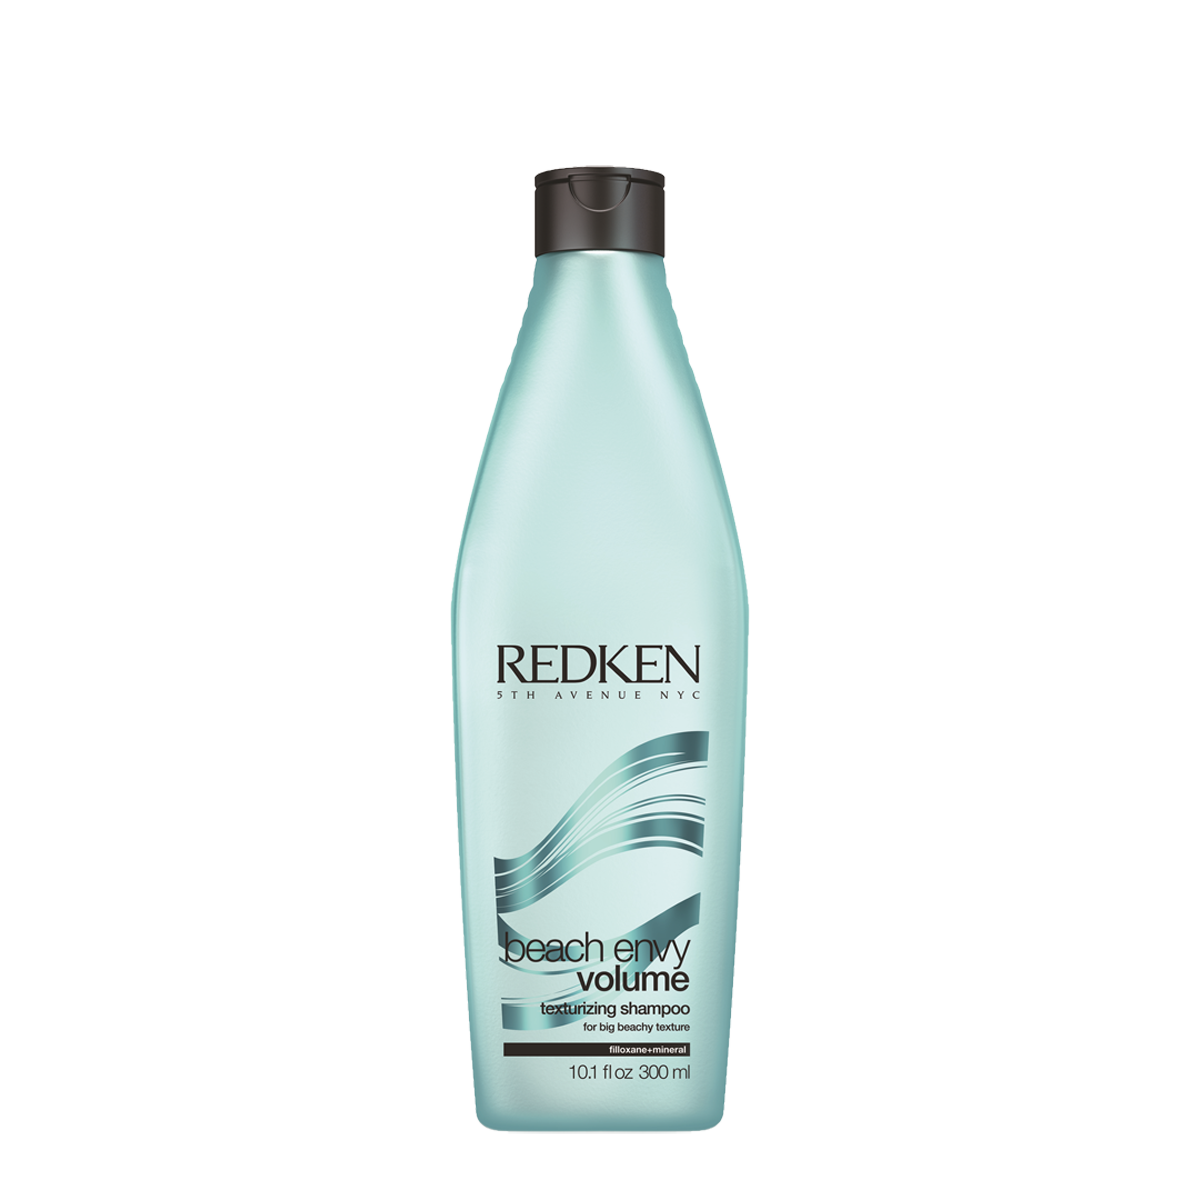 REDKEN
5TH AVENUE NYC
beach envy
volume
texturizing shampoo
for big beachy texture
filloxane+mineral
10.1 fl oz 300 ml